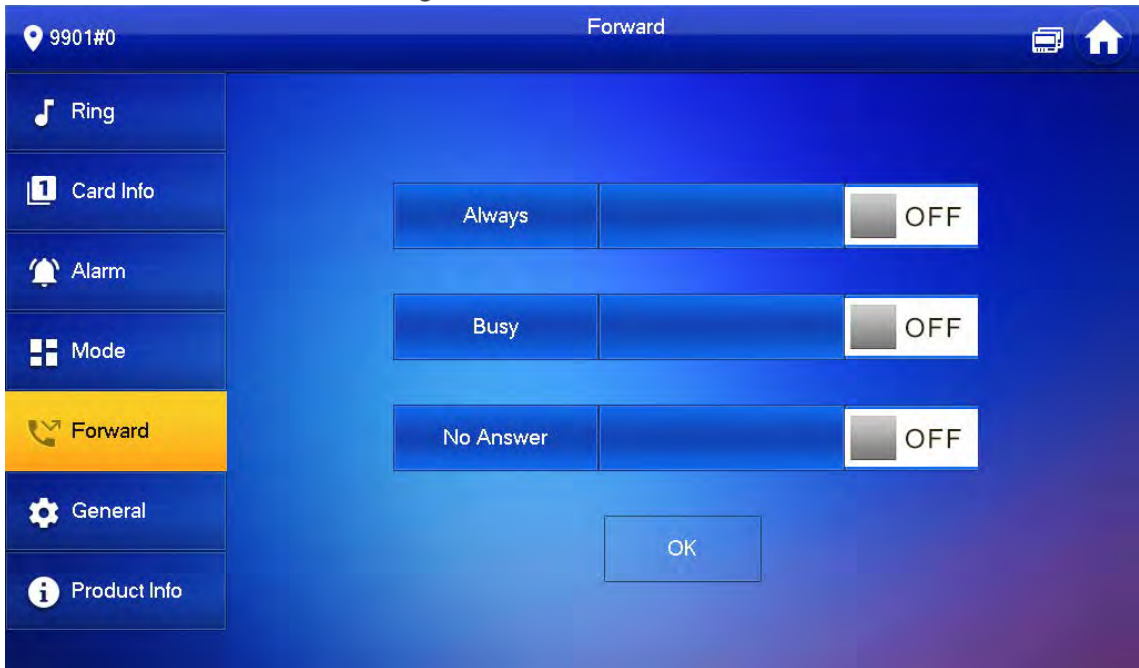 9901#0
Forward
Ring
1 Card Info
Alarm
Mode
Forward
General
i Product Info
Always OFF
Busy OFF
No Answer OFF
OK